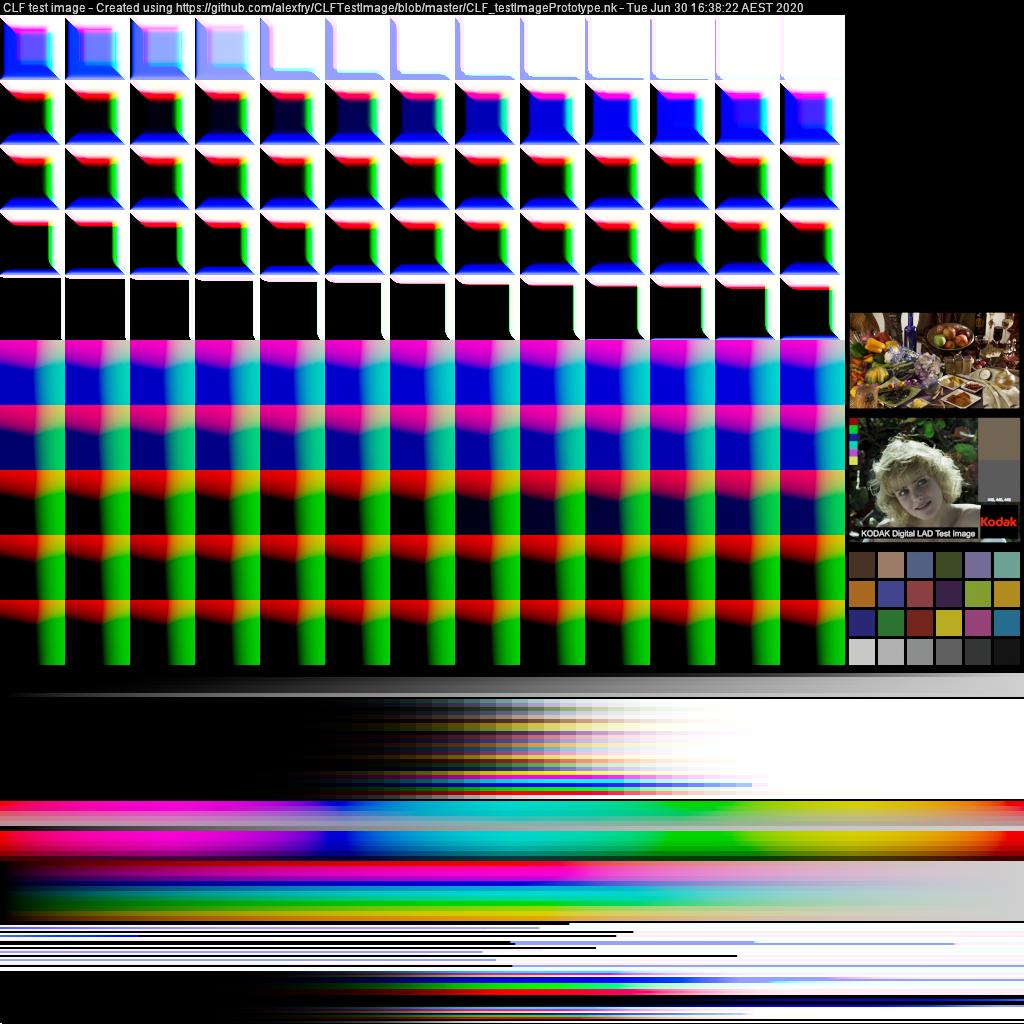 CLF test image - Created using https://github.com/alexfry/CLFTestImage/blob/master/CLF_testImagePrototype.nk - Tue Jun 30 16:38:22 AEST 2020
Kodak
KODAK Digital LAD Test Image